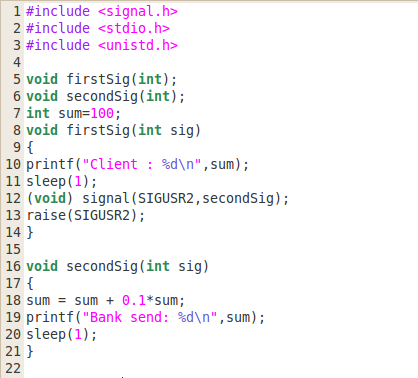 1 #include <signal.h>
2 #include <stdio.h>
3 #include <unistd.h>
4
5 void firstSig(int);
6 void secondSig(int);
7 int sum=100;
8 void firstSig(int sig)
9 {
10 printf("Client : %d\n",sum);
11 sleep(1);
12 (void) signal(SIGUSR2,secondSig);
13 raise(SIGUSR2);
14 }
15
16 void secondSig(int sig)
17 {
18 sum = sum + 0.1*sum;
19 printf("Bank send: %d\n",sum);
20 sleep(1);
21 }
22